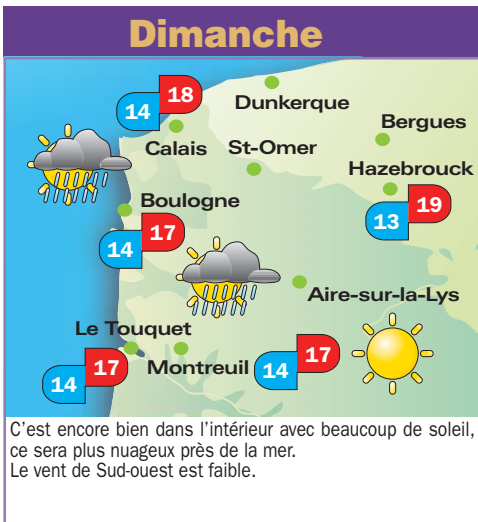 Dimanche
14 18
Dunkerque
Bergues
Calais St-Omer
Hazebrouck
13 19
Boulogne
14 17
Aire-sur-la-Lys
Le Touquet
14 17
Montreuil
14 17
C'est encore bien dans l'intérieur avec beaucoup de soleil,
ce sera plus nuageux près de la mer.
Le vent de Sud-ouest est faible.